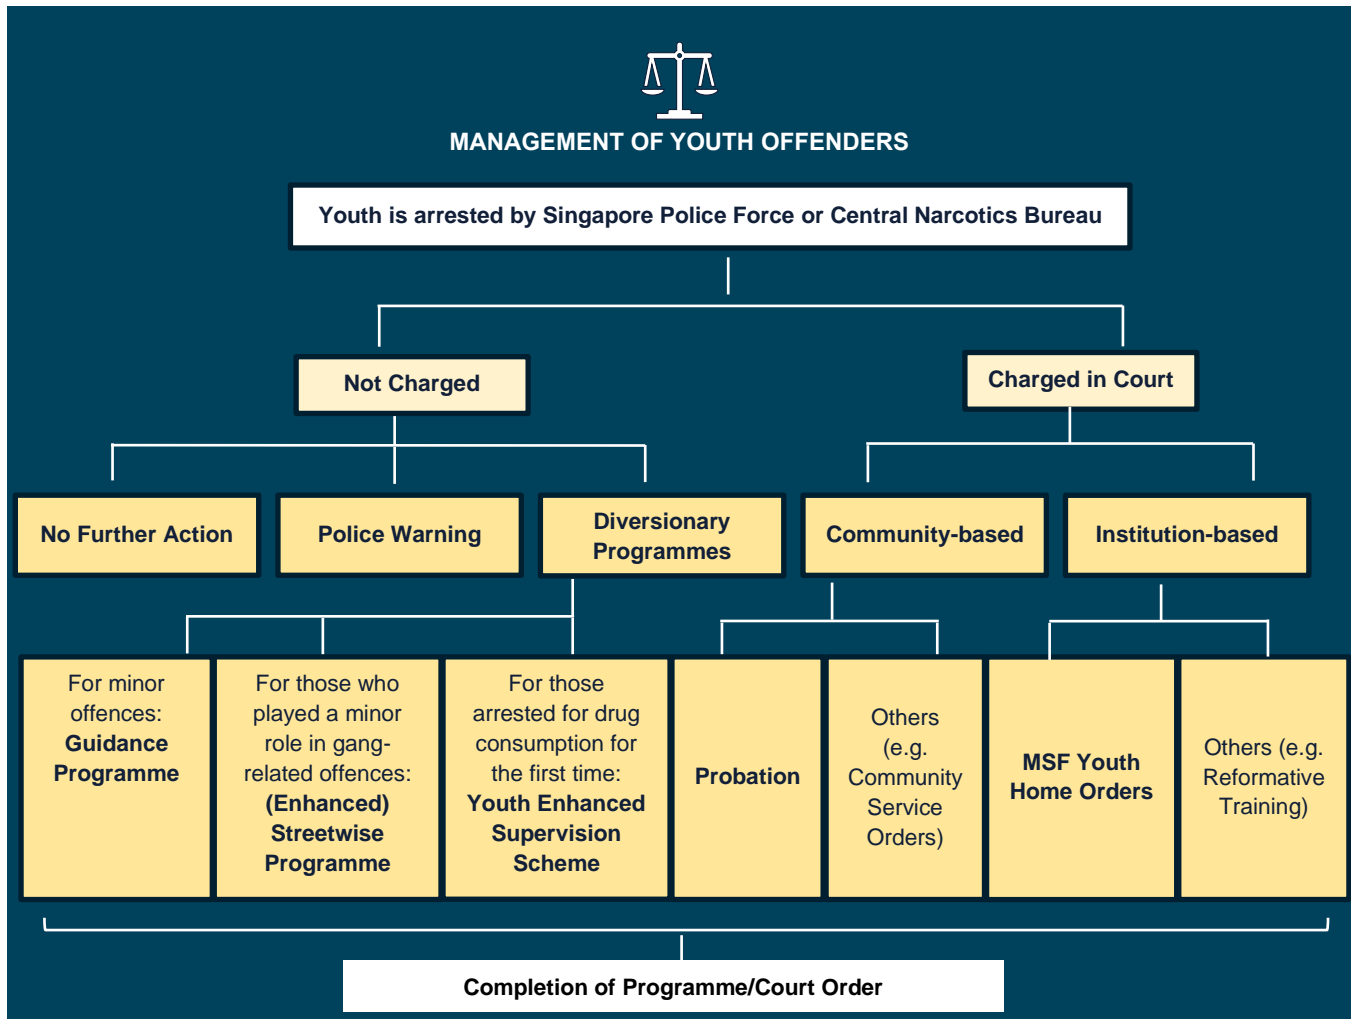 MANAGEMENT OF YOUTH OFFENDERS
Youth is arrested by Singapore Police Force or Central Narcotics Bureau
Not Charged
Charged in Court
No Further Action
Police Warning
Diversionary
Programmes
Community-based
Institution-based
For minor
offences:
Guidance
Programme
For those who
played a minor
role in gang-
related offences:
(Enhanced)
Streetwise
Programme
For those
arrested for drug
consumption for
the first time:
Youth Enhanced
Supervision
Scheme
Probation
Others
(e.g.
Community
Service
Orders)
MSF Youth
Home Orders
Others (e.g.
Reformative
Training)
Completion of Programme/Court Order